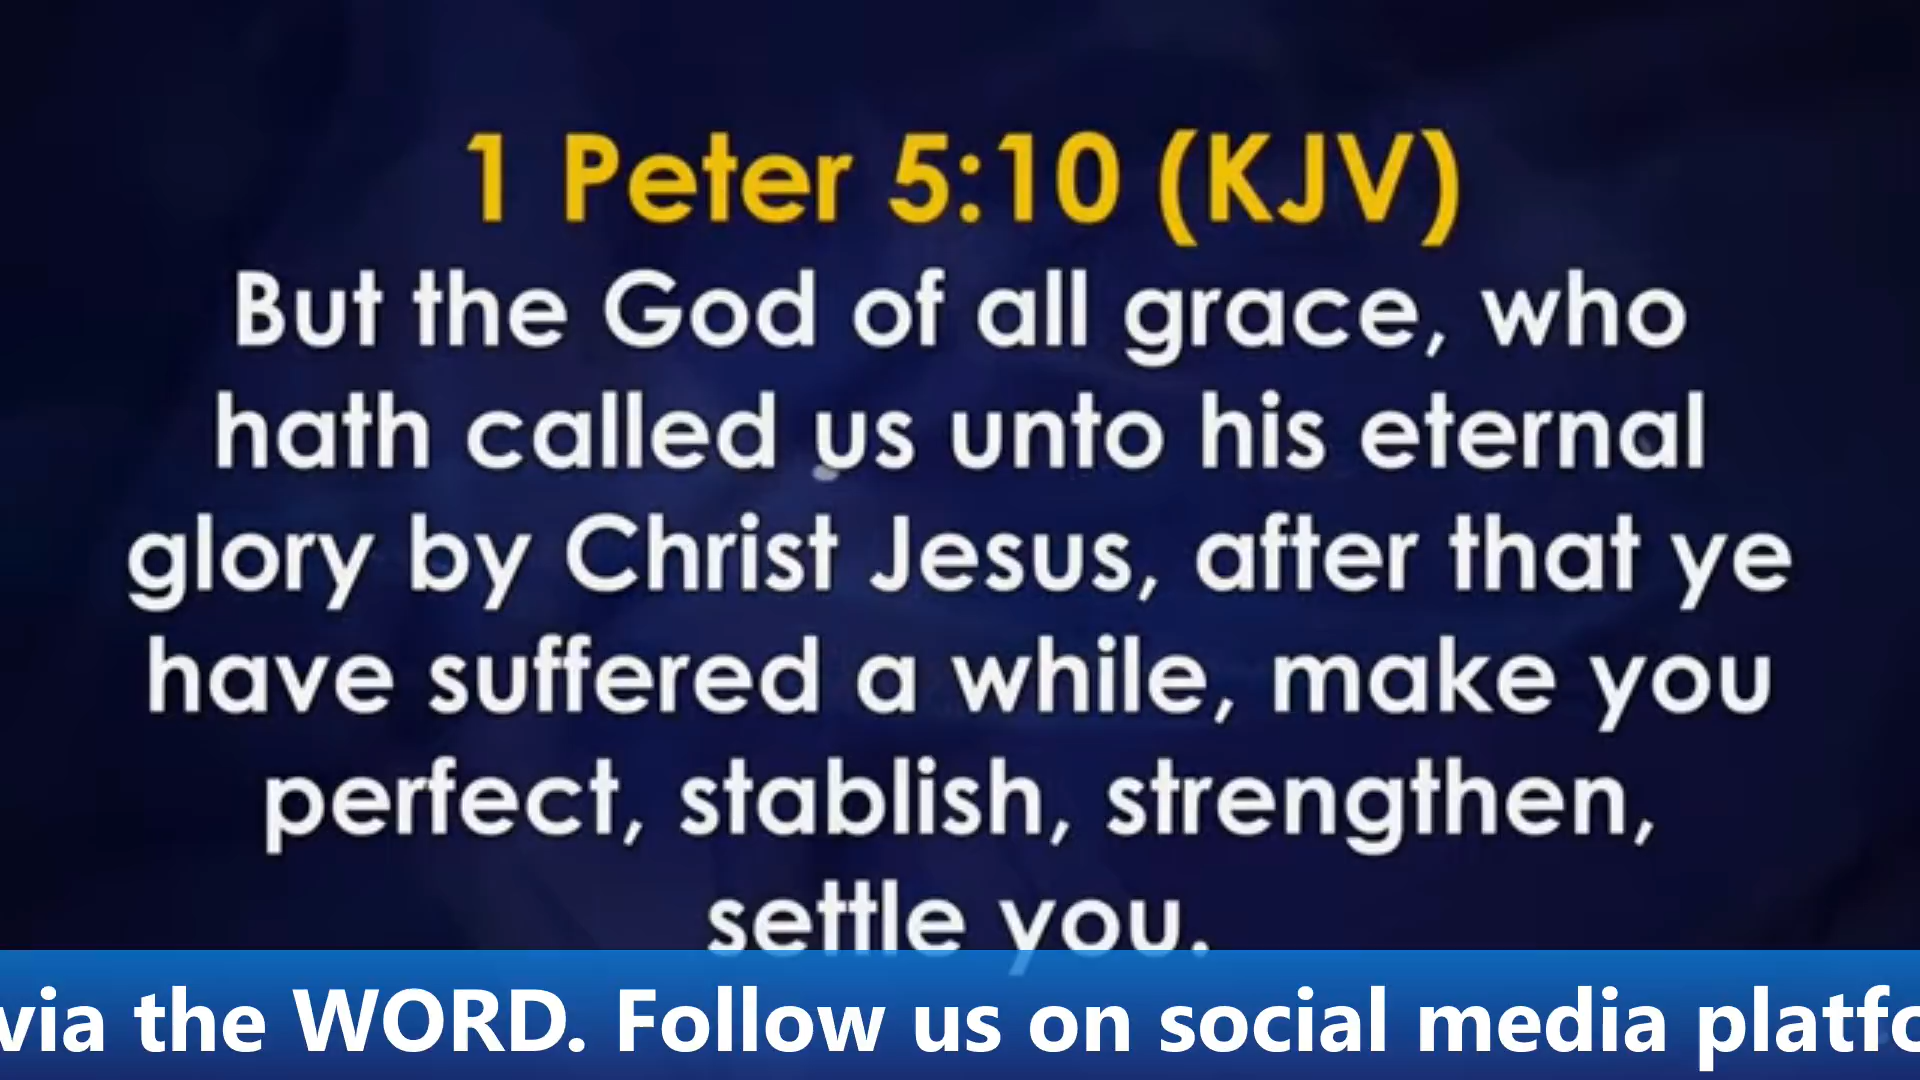 1 Peter 5:10 (KJV)
But the God of all grace, who
hath called us unto his eternal
glory by Christ Jesus, after that ye
have suffered a while, make you
perfect, stablish, strengthen,
settle you.
via the WORD. Follow us on social media platfo